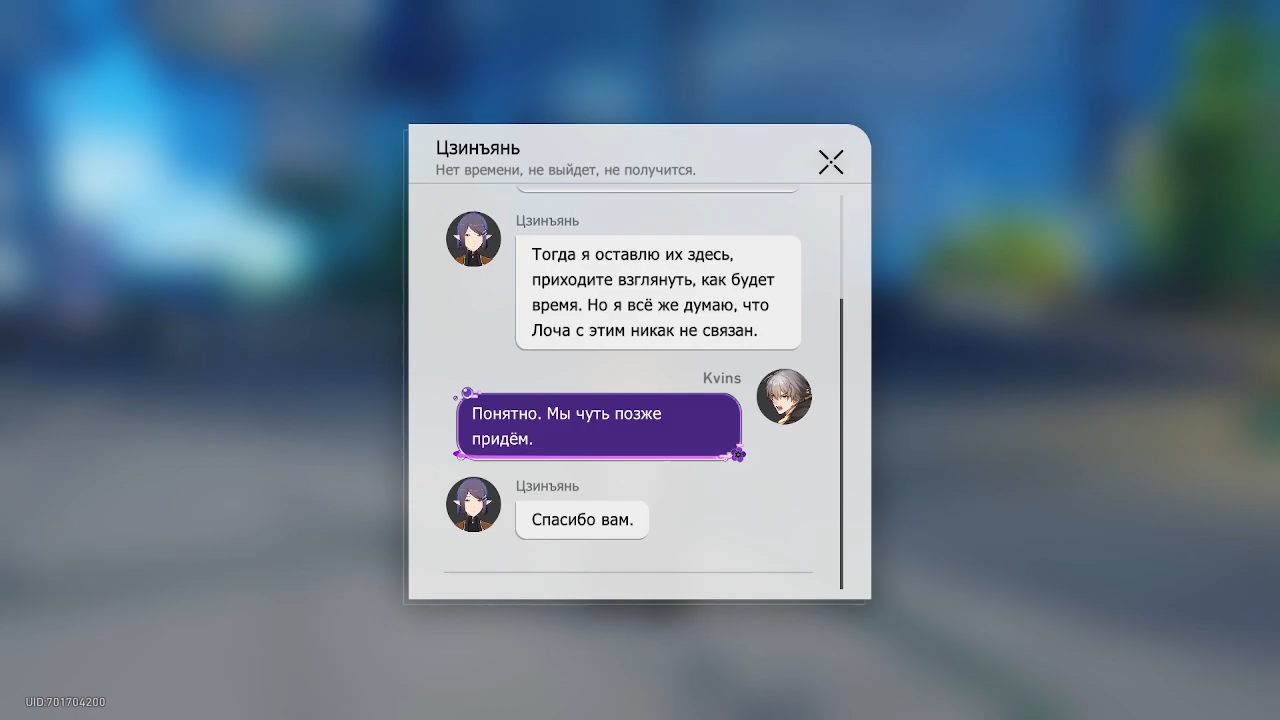 Цзинъянь
Нет времени, не выйдет, не получится.
Цзинъянь
Тогда я оставлю их здесь,
приходите взглянуть, как будет
время. Но я всё же думаю, что
Лоча с этим никак не связан.
Kvins
Понятно. Мы чуть позже
придём.
Цзинъянь
Спасибо вам.
UID:701704200